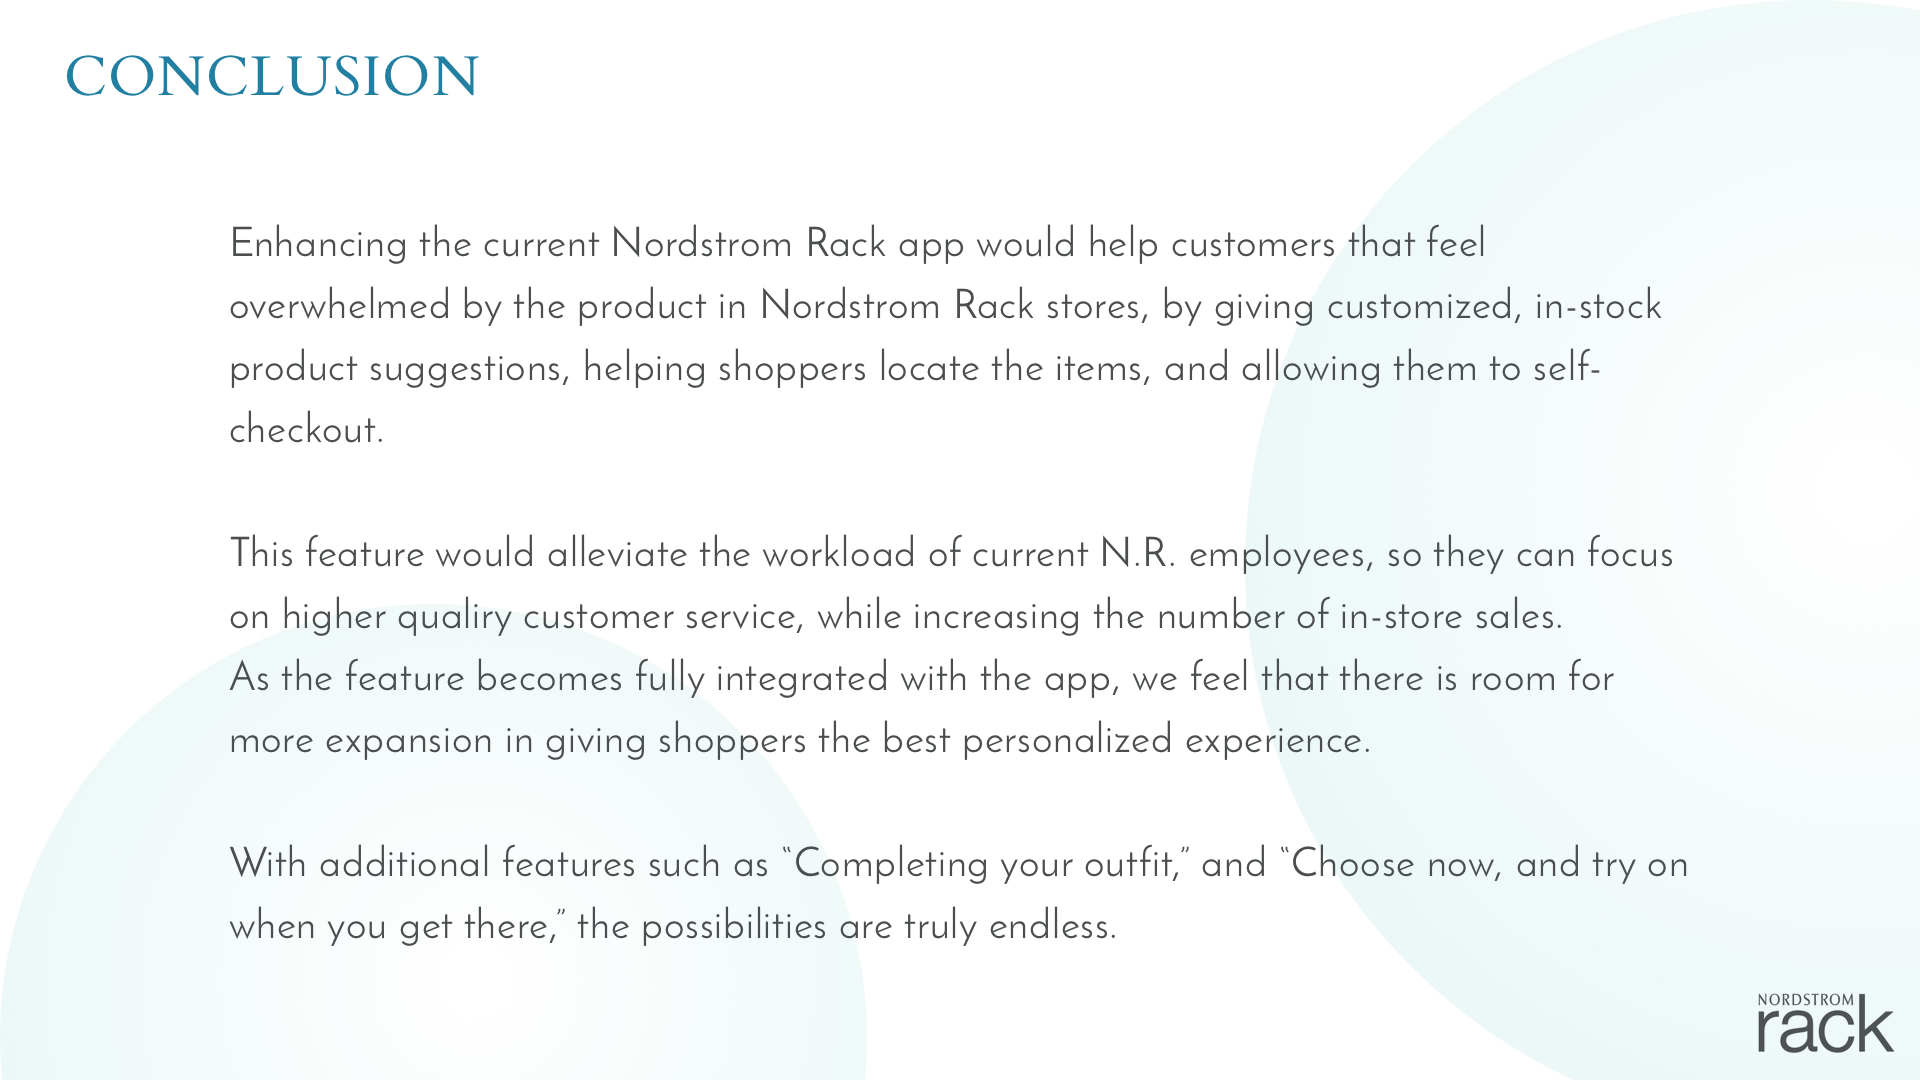 CONCLUSION
Enhancing the current Nordstrom Rack app would help customers that feel
overwhelmed by the product in Nordstrom Rack stores, by giving customized, in-stock
product suggestions, helping shoppers locate the items, and allowing them to self-
checkout.
This feature would alleviate the workload of current N.R. employees, so they can focus
on higher qualiry customer service, while increasing the number of in-store sales.
As the feature becomes fully integrated with the app, we feel that there is room for
more expansion in giving shoppers the best personalized experience.
With additional features such as “Completing your outfit,” and “Choose now, and try on
when you get there,” the possibilities are truly endless.
NORDSTROM
rack